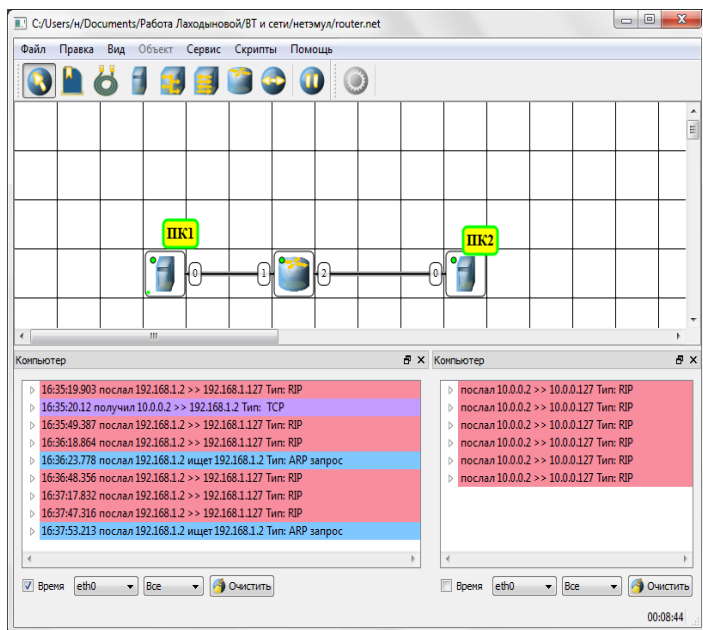 C:/Users/н/Documents/Работа Лаходыновой/ВТ и сети/нетэмул/router.net
Файл Правка Вид Объект Сервис Скрипты Помощь
ПК1
ПК2
0 1 2 0
Компьютер
16:35:19.903 послал 192.168.1.2 >> 192.168.1.127 Тип: RIP
16:35:20.12 получил 10.0.0.2 >> 192.168.1.2 Тип: TCP
16:35:49.387 послал 192.168.1.2 >> 192.168.1.127 Тип: RIP
16:36:18.864 послал 192.168.1.2 >> 192.168.1.127 Тип: RIP
16:36:23.778 послал 192.168.1.2 ищет 192.168.1.2 Тип: ARP запрос
16:36:48.356 послал 192.168.1.2 >> 192.168.1.127 Тип: RIP
16:37:17.832 послал 192.168.1.2 >> 192.168.1.127 Тип: RIP
16:37:47.316 послал 192.168.1.2 >> 192.168.1.127 Тип: RIP
16:37:53.213 послал 192.168.1.2 ищет 192.168.1.2 Тип: ARP запрос
Время eth0 Все Очистить
Компьютер
послал 10.0.0.2 >> 10.0.0.127 Тип: RIP
послал 10.0.0.2 >> 10.0.0.127 Тип: RIP
послал 10.0.0.2 >> 10.0.0.127 Тип: RIP
послал 10.0.0.2 >> 10.0.0.127 Тип: RIP
послал 10.0.0.2 >> 10.0.0.127 Тип: RIP
послал 10.0.0.2 >> 10.0.0.127 Тип: RIP
Время eth0 Все Очистить
00:08:44